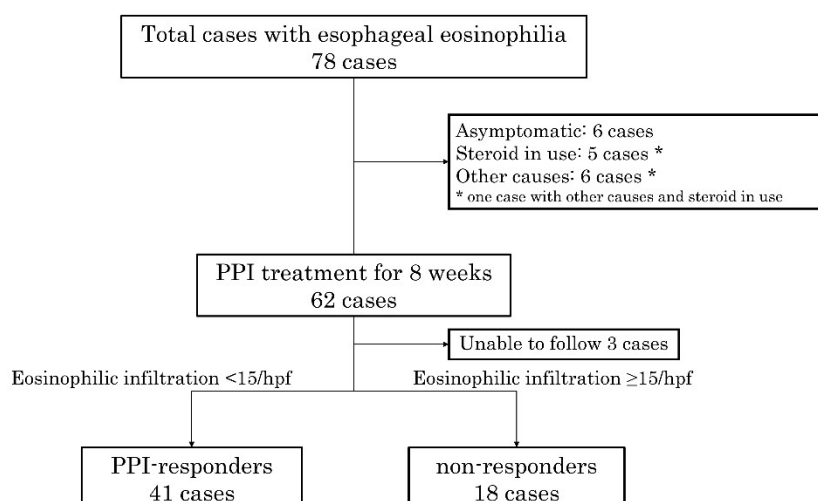 Total cases with esophageal eosinophilia
78 cases
Asymptomatic: 6 cases
Steroid in use: 5 cases *
Other causes: 6 cases *
* one case with other causes and steroid in use
PPI treatment for 8 weeks
62 cases
Unable to follow 3 cases
Eosinophilic infiltration <15/hpf
Eosinophilic infiltration ≥15/hpf
PPI-responders
41 cases
non-responders
18 cases